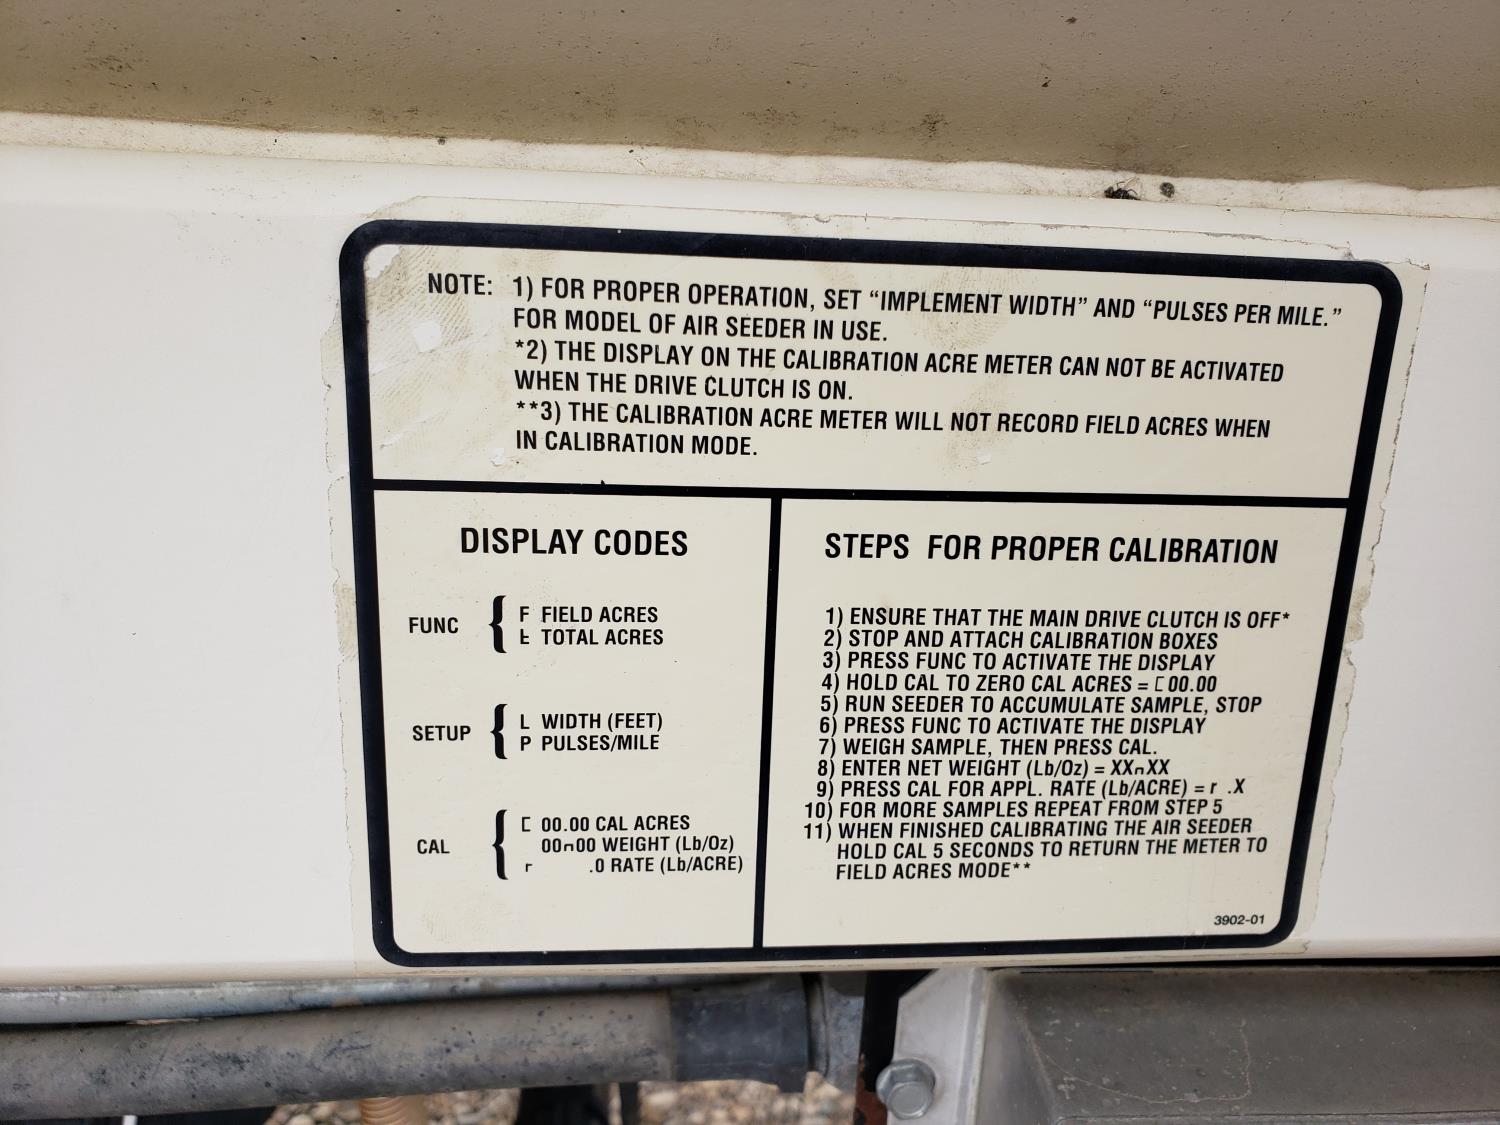 NOTE: 1) FOR PROPER OPERATION, SET “IMPLEMENT WIDTH” AND “PULSES PER MILE.”
FOR MODEL OF AIR SEEDER IN USE.
*2) THE DISPLAY ON THE CALIBRATION ACRE METER CAN NOT BE ACTIVATED
WHEN THE DRIVE CLUTCH IS ON.
**3) THE CALIBRATION ACRE METER WILL NOT RECORD FIELD ACRES WHEN
IN CALIBRATION MODE.
DISPLAY CODES
FUNC { F FIELD ACRES
E TOTAL ACRES
SETUP { L WIDTH (FEET)
P PULSES/MILE
CAL { [ 00.00 CAL ACRES
00n00 WEIGHT (Lb/Oz)
r .0 RATE (Lb/ACRE)
STEPS FOR PROPER CALIBRATION
1) ENSURE THAT THE MAIN DRIVE CLUTCH IS OFF*
2) STOP AND ATTACH CALIBRATION BOXES
3) PRESS FUNC TO ACTIVATE THE DISPLAY
4) HOLD CAL TO ZERO CAL ACRES = [ 00.00
5) RUN SEEDER TO ACCUMULATE SAMPLE, STOP
6) PRESS FUNC TO ACTIVATE THE DISPLAY
7) WEIGH SAMPLE, THEN PRESS CAL.
8) ENTER NET WEIGHT (Lb/Oz) = XXnXX
9) PRESS CAL FOR APPL. RATE (Lb/ACRE) = r .X
10) FOR MORE SAMPLES REPEAT FROM STEP 5
11) WHEN FINISHED CALIBRATING THE AIR SEEDER
HOLD CAL 5 SECONDS TO RETURN THE METER TO
FIELD ACRES MODE**
3902-01